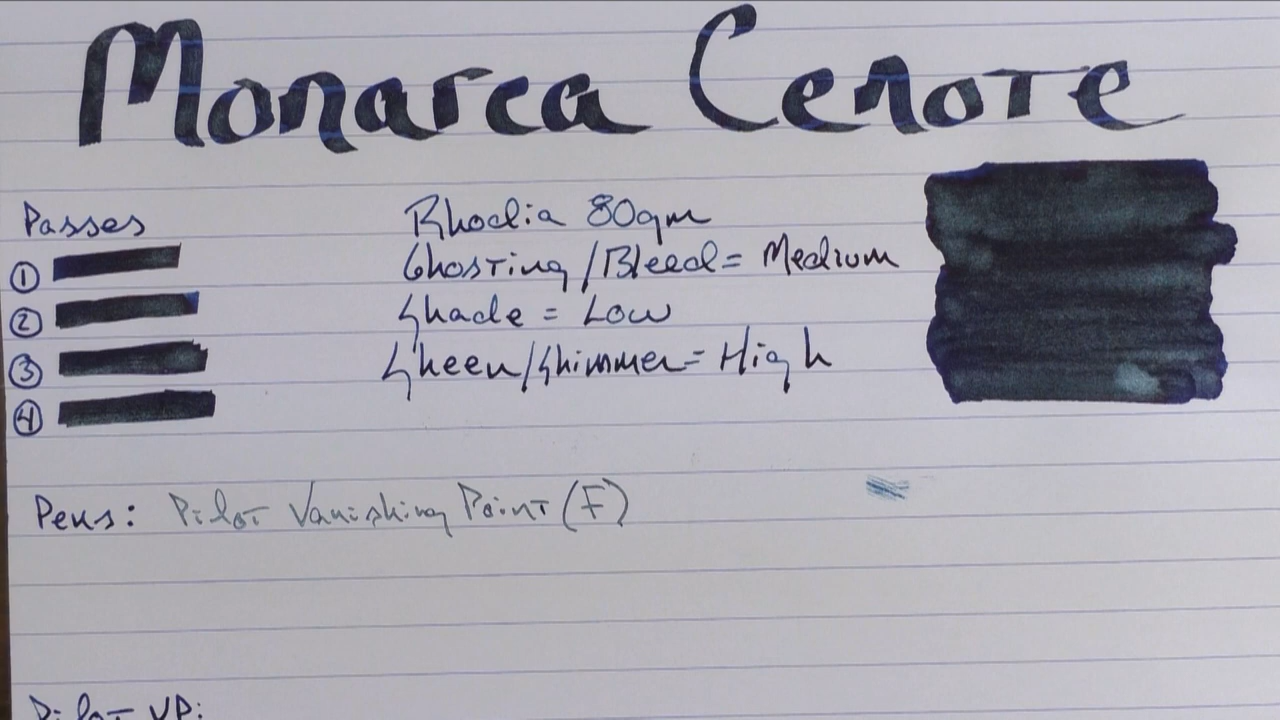 Monarca Cenote
Passes
1
2
3
4
Rhodia 80gm
Ghosting/Bleed = Medium
Shade = Low
Sheen/Shimmer = High
Pens: Pilot Vanishing Point (F)
Pilot VP: